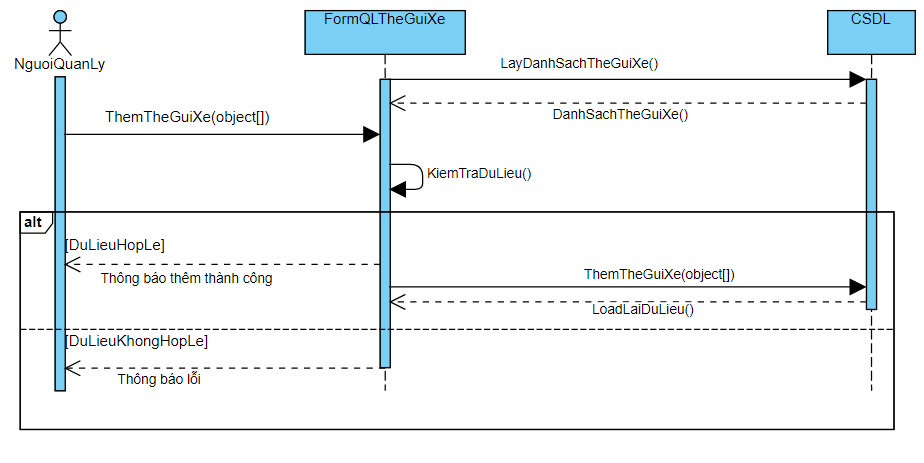 FormQLTheGuiXe
CSDL
NguoiQuanLy
LayDanhSachTheGuiXe()
DanhSachTheGuiXe()
ThemTheGuiXe(object[])
KiemTraDuLieu()
alt
[DuLieuHopLe]
Thông báo thêm thành công
ThemTheGuiXe(object[])
LoadLaiDuLieu()
[DuLieuKhongHopLe]
Thông báo lỗi